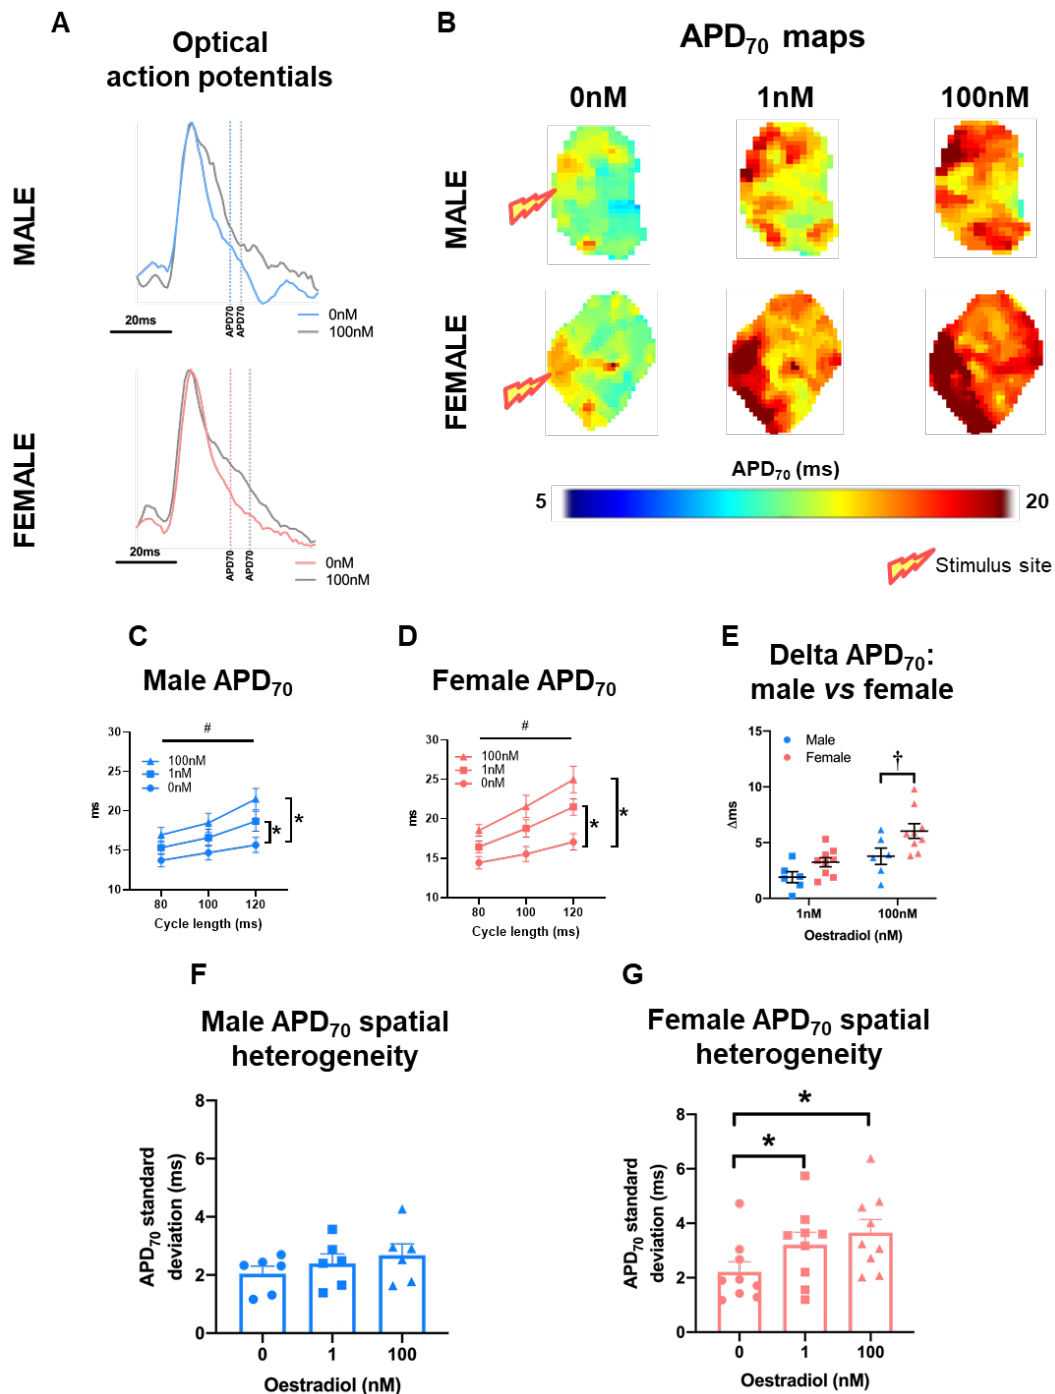 A
Optical
action potentials
MALE
0nM
100nM
20ms
APD70
APD70
FEMALE
0nM
100nM
20ms
APD70
APD70
B
APD70 maps
0nM
1nM
100nM
MALE
FEMALE
APD70 (ms)
5
20
Stimulus site
C
Male APD70
#
30
25
20
15
10
ms
100nM
1nM
0nM
*
*
80
100
120
Cycle length (ms)
D
Female APD70
#
30
25
20
15
10
ms
100nM
1nM
0nM
*
*
80
100
120
Cycle length (ms)
E
Delta APD70:
male vs female
15
10
5
0
Δms
Male
Female
†
1nM
100nM
Oestradiol (nM)
F
Male APD70 spatial
heterogeneity
8
6
4
2
0
APD70 standard
deviation (ms)
0
1
100
Oestradiol (nM)
G
Female APD70 spatial
heterogeneity
8
6
4
2
0
APD70 standard
deviation (ms)
*
*
0
1
100
Oestradiol (nM)